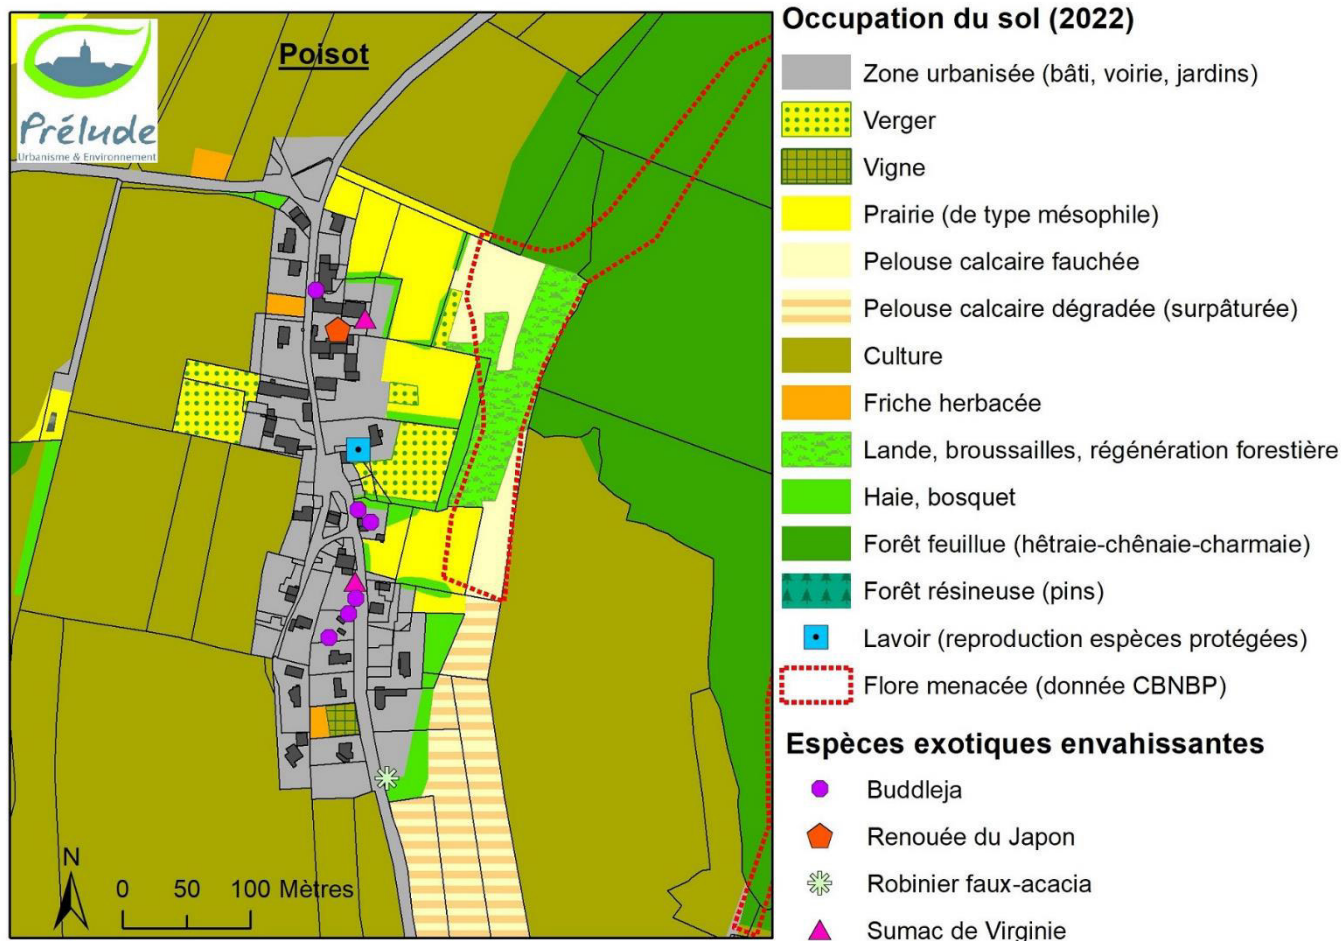 Prélude
Urbanisme & Environnement
Poisot
N
0 50 100 Mètres
Occupation du sol (2022)
Zone urbanisée (bâti, voirie, jardins)
Verger
Vigne
Prairie (de type mésophile)
Pelouse calcaire fauchée
Pelouse calcaire dégradée (surpâturée)
Culture
Friche herbacée
Lande, broussailles, régénération forestière
Haie, bosquet
Forêt feuillue (hêtraie-chênaie-charmaie)
Forêt résineuse (pins)
Lavoir (reproduction espèces protégées)
Flore menacée (donnée CBNBP)
Espèces exotiques envahissantes
Buddleja
Renouée du Japon
Robinier faux-acacia
Sumac de Virginie